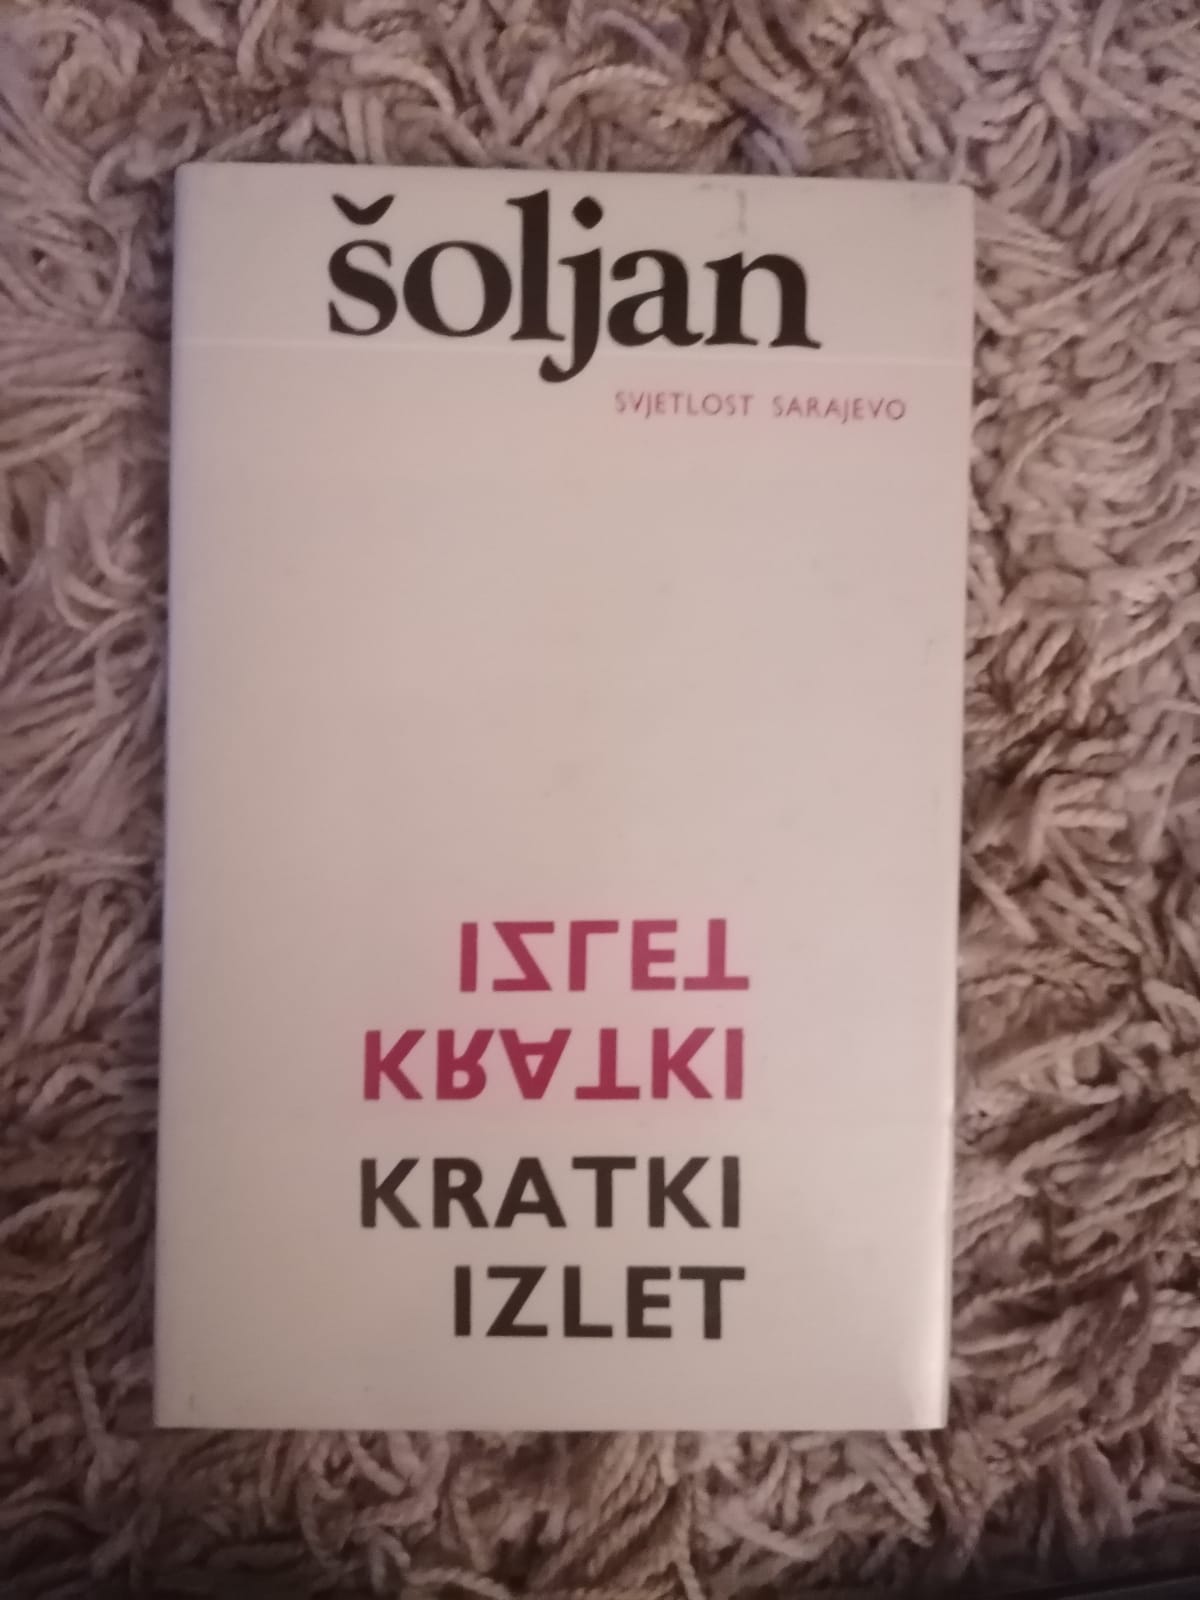 šoljan
SVJETLOST SARAJEVO
IZLET
KRATKI
KRATKI
IZLET